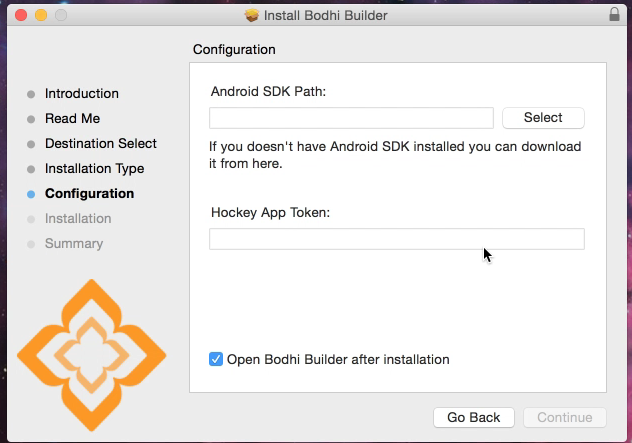 Install Bodhi Builder
Configuration
Introduction
Read Me
Destination Select
Installation Type
Configuration
Installation
Summary
Android SDK Path:
Select
If you doesn't have Android SDK installed you can download
it from here.
Hockey App Token:
Open Bodhi Builder after installation
Go Back
Continue